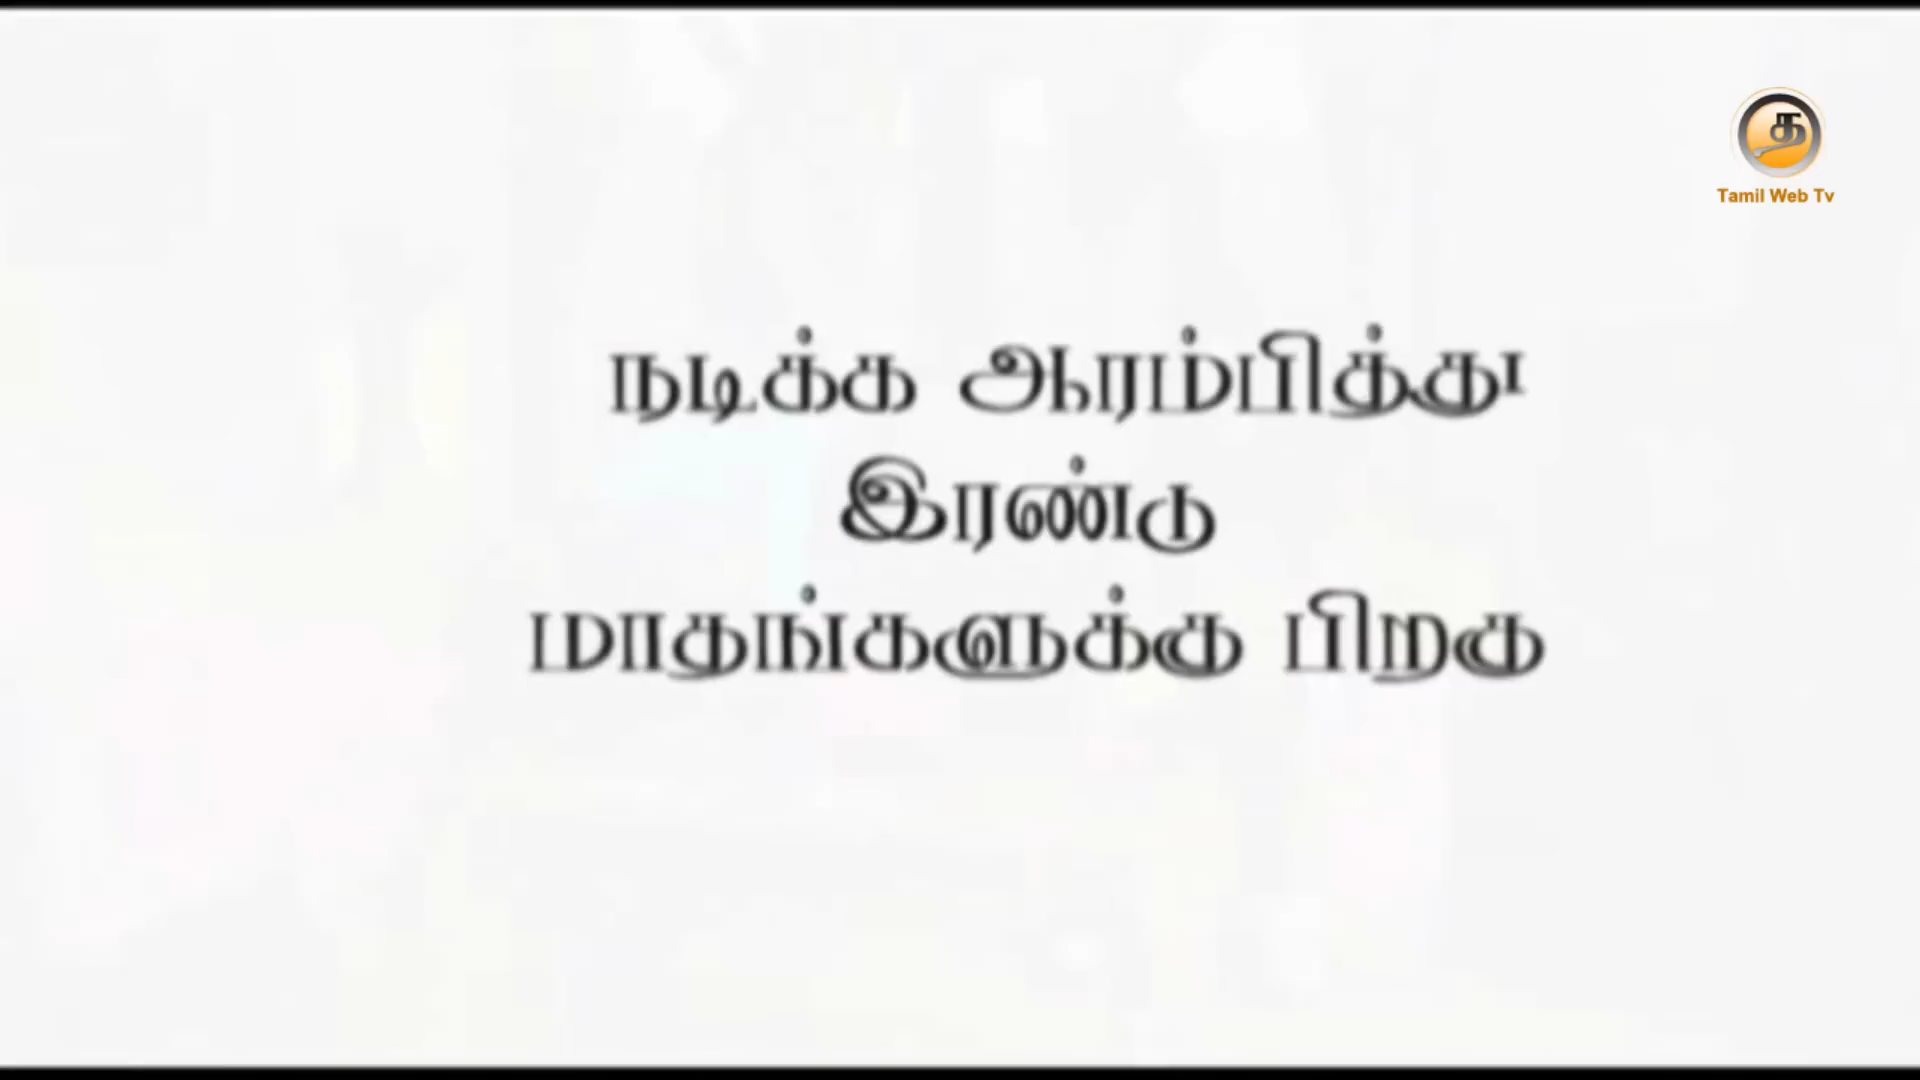 த
Tamil Web Tv
நடிக்க ஆரம்பித்து
இரண்டு
மாதங்களுக்கு பிறகு